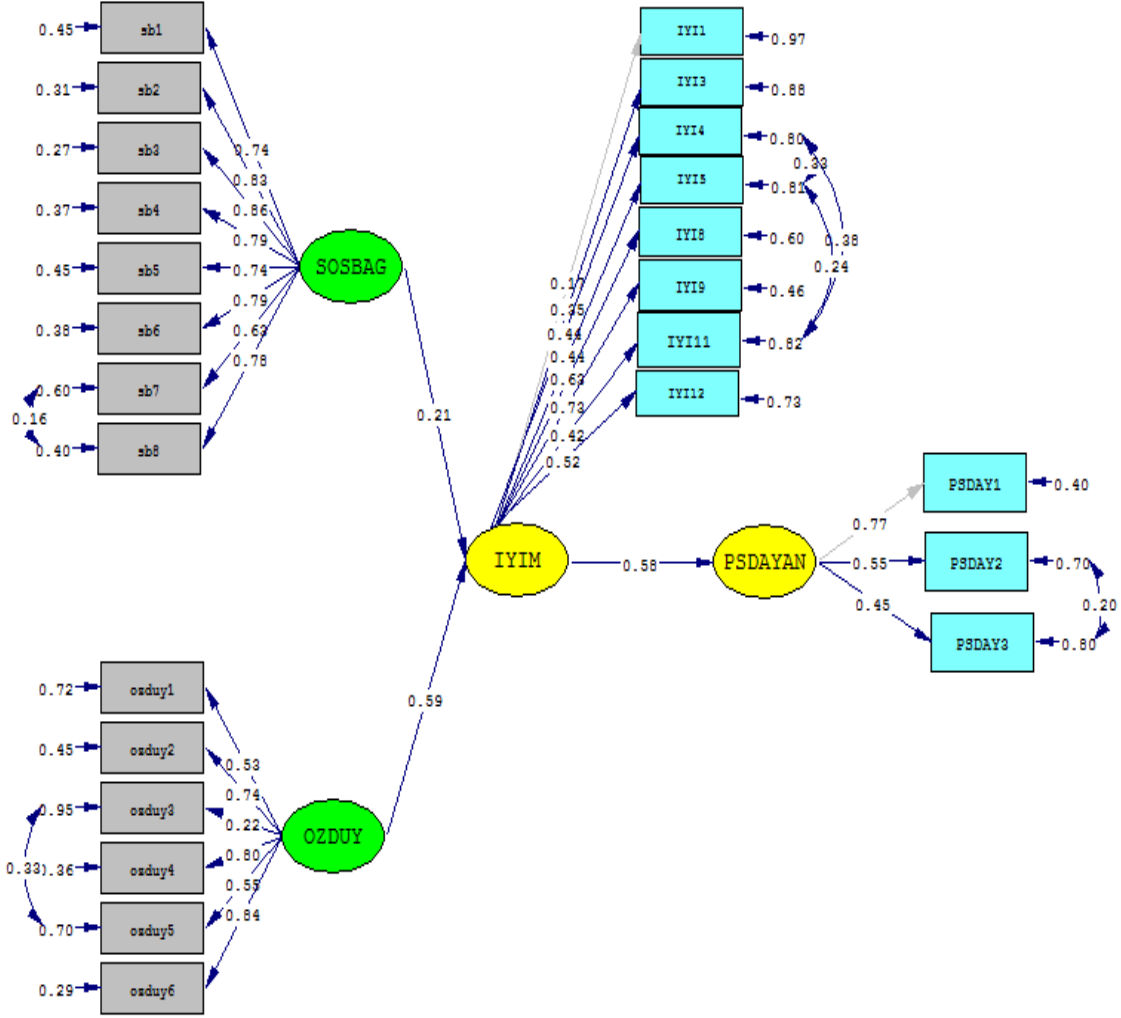 0.45 sb1
0.31 sb2
0.27 sb3
0.37 sb4
0.45 sb5
0.38 sb6
0.60 sb7
0.16
0.40 sb8
0.74
0.83
0.86
0.79
0.74
0.79
0.63
0.78
SOSBAG
0.21
IYI1 0.97
IYI3 0.88
IYI4 0.80
0.33
IYI5 0.81
IYI8 0.60
0.38
0.24
IYI9 0.46
IYI11 0.82
IYI12 0.73
0.17
0.35
0.44
0.44
0.63
0.73
0.42
0.52
IYIM
0.58
PSDAYAN
0.77
0.55
0.45
PSDAY1 0.40
PSDAY2 0.70
0.20
PSDAY3 0.80
0.59
0.72 ozduy1
0.45 ozduy2
0.95 ozduy3
0.33 0.36 ozduy4
0.70 ozduy5
0.29 ozduy6
0.53
0.74
0.22
0.80
0.55
0.84
OZDUY